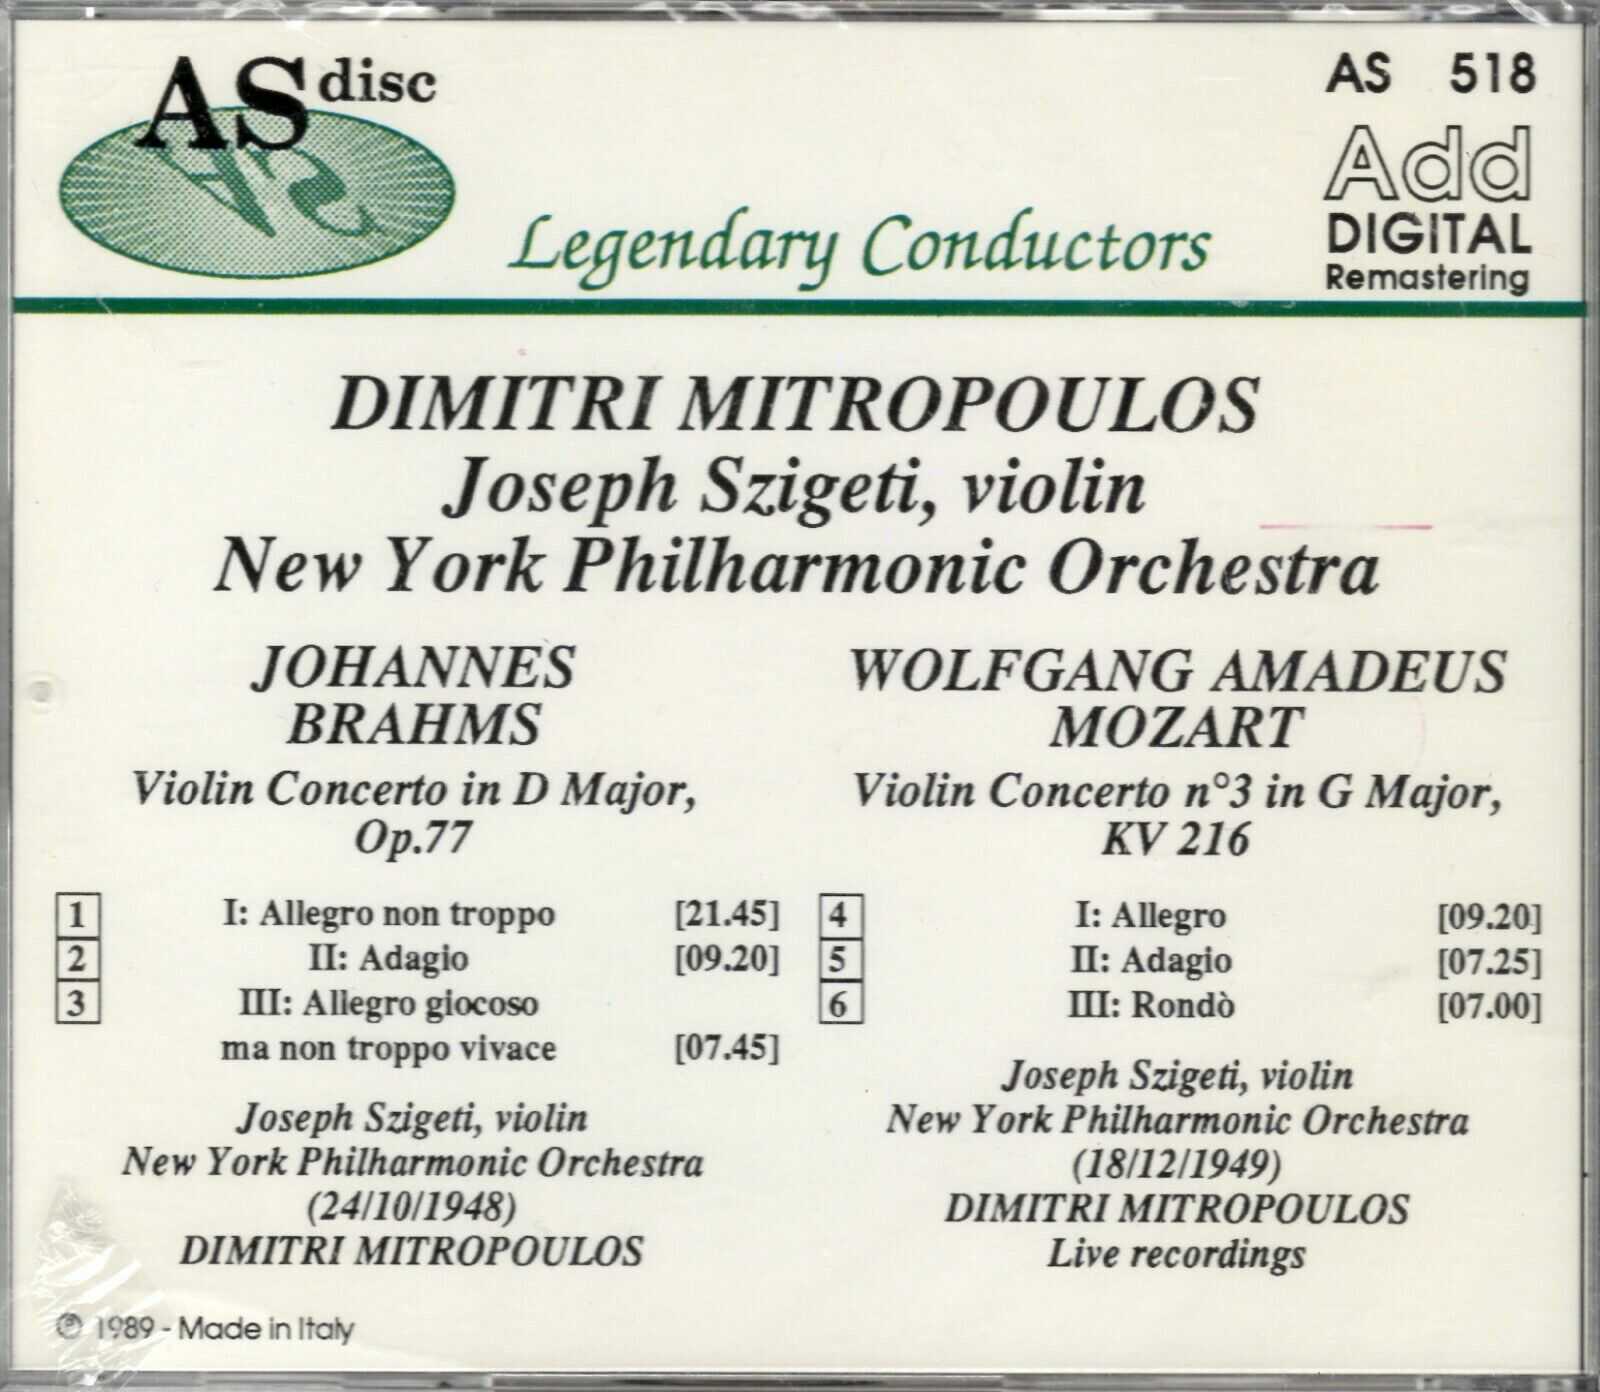 AS disc
AS 518
Add
DIGITAL
Remastering
Legendary Conductors
DIMITRI MITROPOULOS
Joseph Szigeti, violin
New York Philharmonic Orchestra
JOHANNES
BRAHMS
Violin Concerto in D Major,
Op.77
1 I: Allegro non troppo [21.45]
2 II: Adagio [09.20]
3 III: Allegro giocoso
ma non troppo vivace [07.45]
Joseph Szigeti, violin
New York Philharmonic Orchestra
(24/10/1948)
DIMITRI MITROPOULOS
WOLFGANG AMADEUS
MOZART
Violin Concerto n°3 in G Major,
KV 216
4 I: Allegro [09.20]
5 II: Adagio [07.25]
6 III: Rondò [07.00]
Joseph Szigeti, violin
New York Philharmonic Orchestra
(18/12/1949)
DIMITRI MITROPOULOS
Live recordings
℗ 1989 - Made in Italy